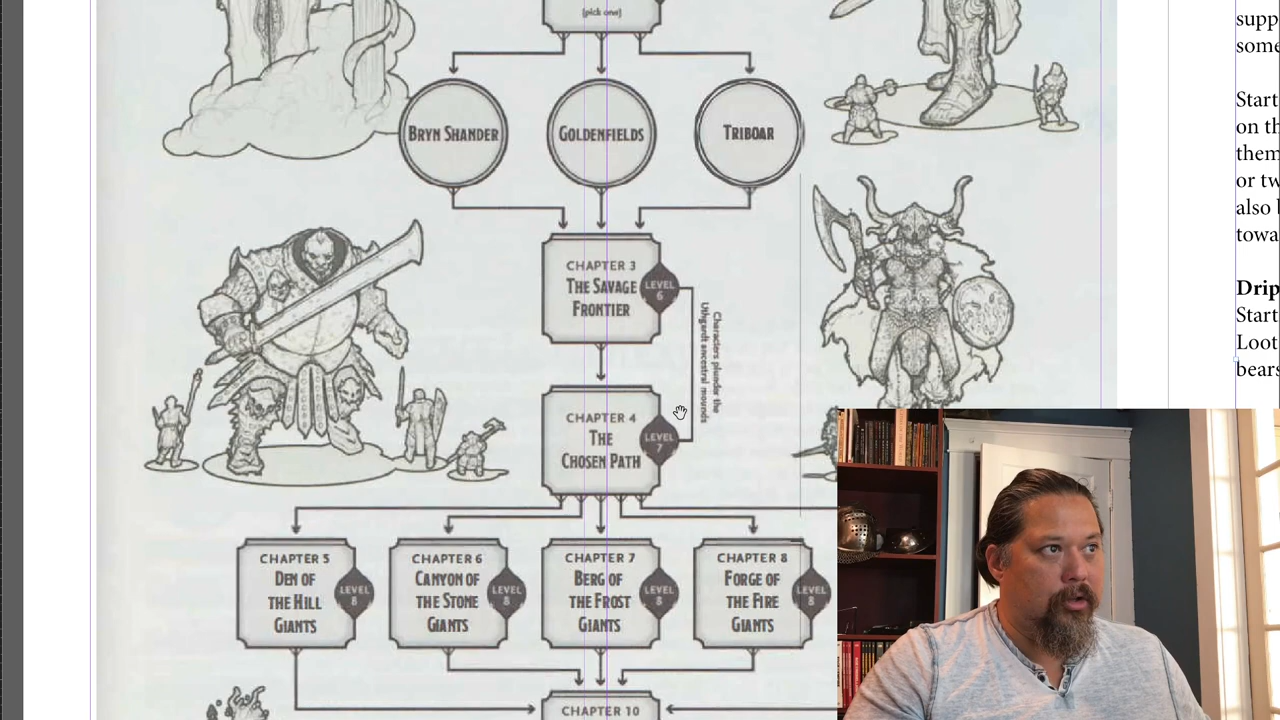 (pick one)
BRYN SHANDER
GOLDENFIELDS
TRIBOAR
CHAPTER 3
THE SAVAGE
FRONTIER
LEVEL
6
Characters plunder the
Uthgardt ancestral mounds
CHAPTER 4
THE
CHOSEN PATH
LEVEL
7
CHAPTER 5
DEN OF
THE HILL
GIANTS
LEVEL
8
CHAPTER 6
CANYON OF
THE STONE
GIANTS
LEVEL
8
CHAPTER 7
BERG OF
THE FROST
GIANTS
LEVEL
8
CHAPTER 8
FORGE OF
THE FIRE
GIANTS
LEVEL
8
CHAPTER 10
supp
some
Start
on th
them
or tw
also
towa
Drip
Start
Loot
bears